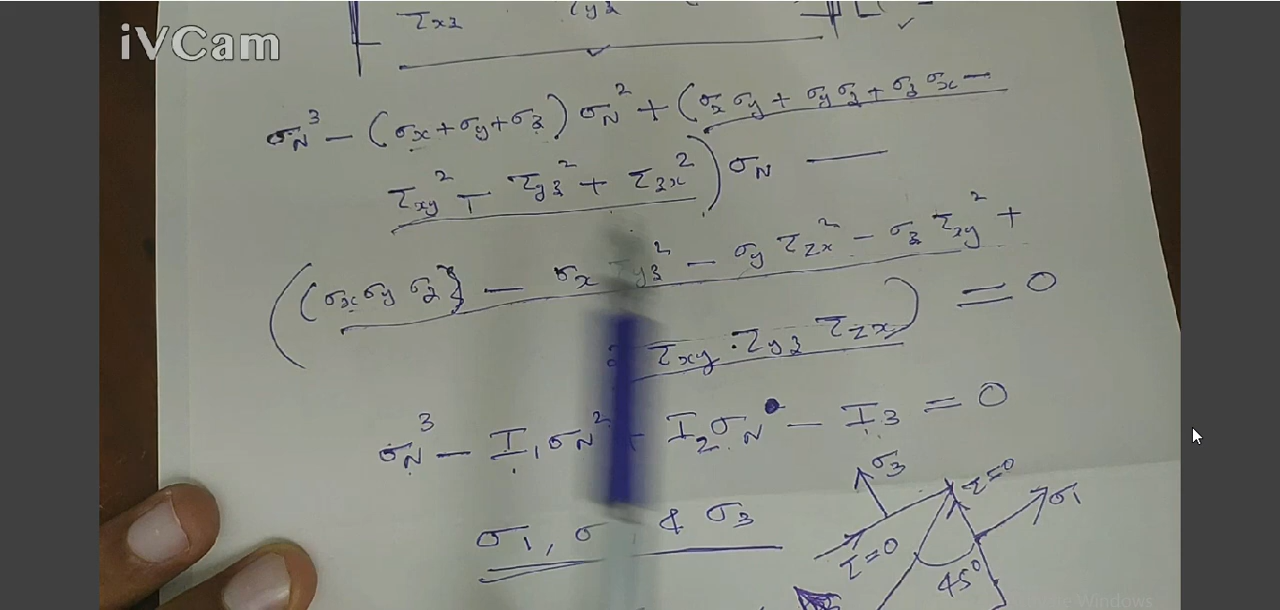 iVCam
τxz τyz
σN³ − (σx + σy + σz) σN² + (σx σy + σy σz + σz σx −
τxy² + τyz² + τzx²) σN −
((σx σy σz) − σx τyz² − σy τzx² − σz τxy² +
τxy · τyz τzx) = 0
σN³ − I₁ σN² + I₂ σN − I₃ = 0
σ₁, σ & σ₃
σ₃ τ=0 σ₁
τ=0
45°